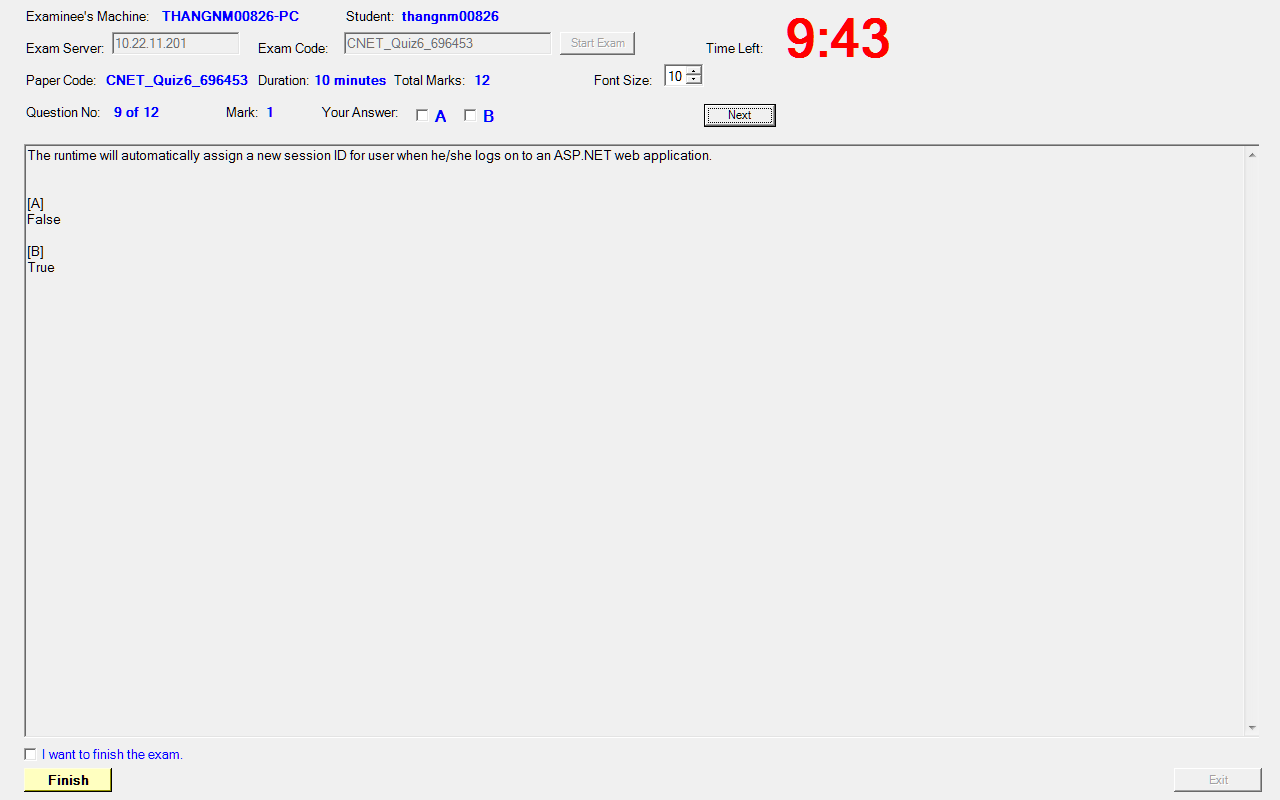 Examinee's Machine: THANGNM00826-PC Student: thangnm00826
Exam Server: 10.22.11.201 Exam Code: CNET_Quiz6_696453 Start Exam Time Left: 9:43
Paper Code: CNET_Quiz6_696453 Duration: 10 minutes Total Marks: 12 Font Size: 10
Question No: 9 of 12 Mark: 1 Your Answer: A B Next
The runtime will automatically assign a new session ID for user when he/she logs on to an ASP.NET web application.
[A]
False
[B]
True
I want to finish the exam.
Finish Exit